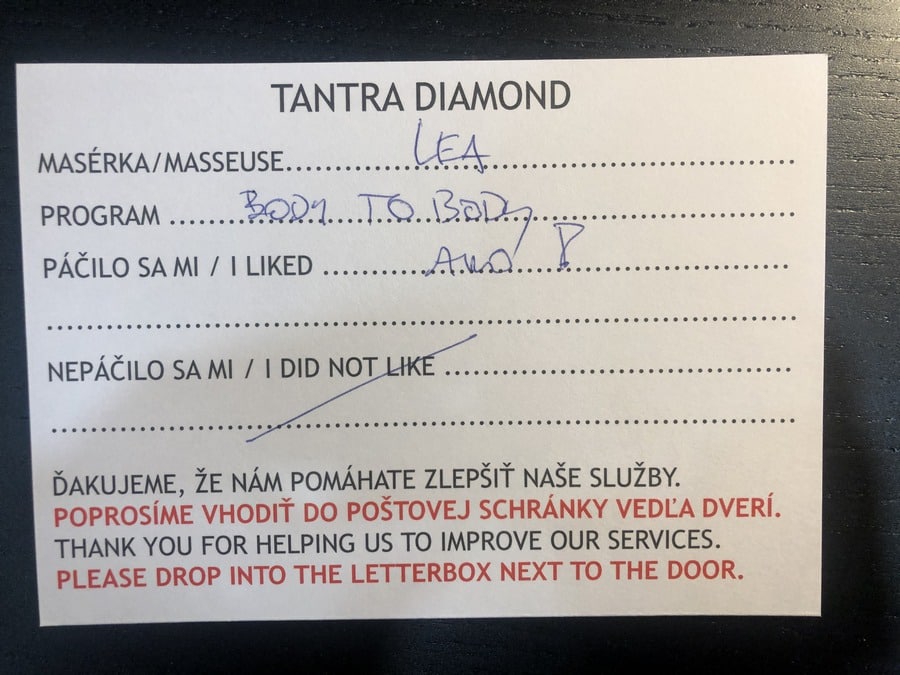 TANTRA DIAMOND
MASÉRKA/MASSEUSE..........LEA..........
PROGRAM ..........BODY TO BODY..........
PÁČILO SA MI / I LIKED ..........ÁNO !..........
..........
NEPÁČILO SA MI / I DID NOT LIKE ..........
..........
ĎAKUJEME, ŽE NÁM POMÁHATE ZLEPŠIŤ NAŠE SLUŽBY.
POPROSÍME VHODIŤ DO POŠTOVEJ SCHRÁNKY VEDĽA DVERÍ.
THANK YOU FOR HELPING US TO IMPROVE OUR SERVICES.
PLEASE DROP INTO THE LETTERBOX NEXT TO THE DOOR.